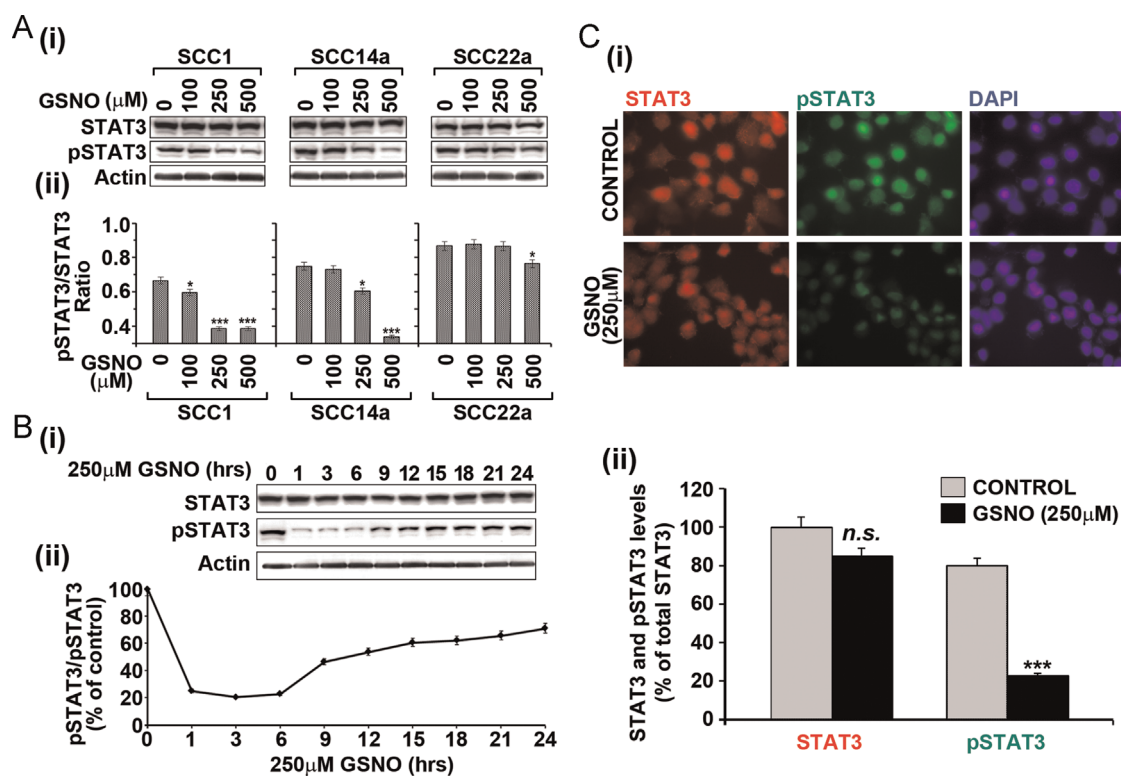 A (i)
SCC1 SCC14a SCC22a
GSNO (µM) 0 100 250 500 0 100 250 500 0 100 250 500
STAT3
pSTAT3
Actin
(ii)
pSTAT3/STAT3
Ratio
1.0
0.8
0.6
0.4
* *** *** * *** *
GSNO
(µM)
0 100 250 500 0 100 250 500 0 100 250 500
SCC1 SCC14a SCC22a
B (i)
250µM GSNO (hrs) 0 1 3 6 9 12 15 18 21 24
STAT3
pSTAT3
Actin
(ii)
pSTAT3/pSTAT3
(% of control)
100
80
60
40
20
0
0 1 3 6 9 12 15 18 21 24
250µM GSNO (hrs)
C (i)
STAT3 pSTAT3 DAPI
CONTROL
GSNO
(250µM)
(ii)
STAT3 and pSTAT3 levels
(% of total STAT3)
120
100
80
60
40
20
0
CONTROL
GSNO (250µM)
n.s.
***
STAT3 pSTAT3